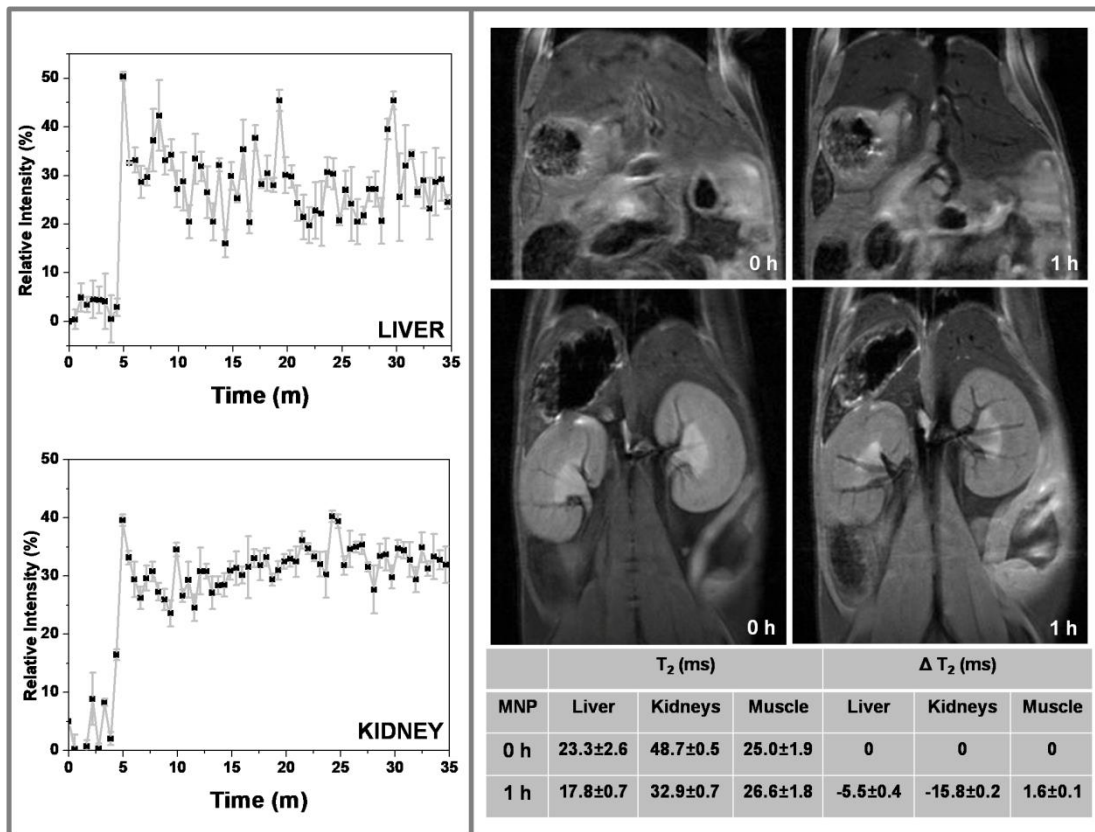 Relative Intensity (%)
50
40
30
20
10
0
LIVER
0 5 10 15 20 25 30 35
Time (m)
Relative Intensity (%)
50
40
30
20
10
0
KIDNEY
0 5 10 15 20 25 30 35
Time (m)
0 h
1 h
0 h
1 h
T2 (ms) Δ T2 (ms)
MNP Liver Kidneys Muscle Liver Kidneys Muscle
0 h 23.3±2.6 48.7±0.5 25.0±1.9 0 0 0
1 h 17.8±0.7 32.9±0.7 26.6±1.8 -5.5±0.4 -15.8±0.2 1.6±0.1